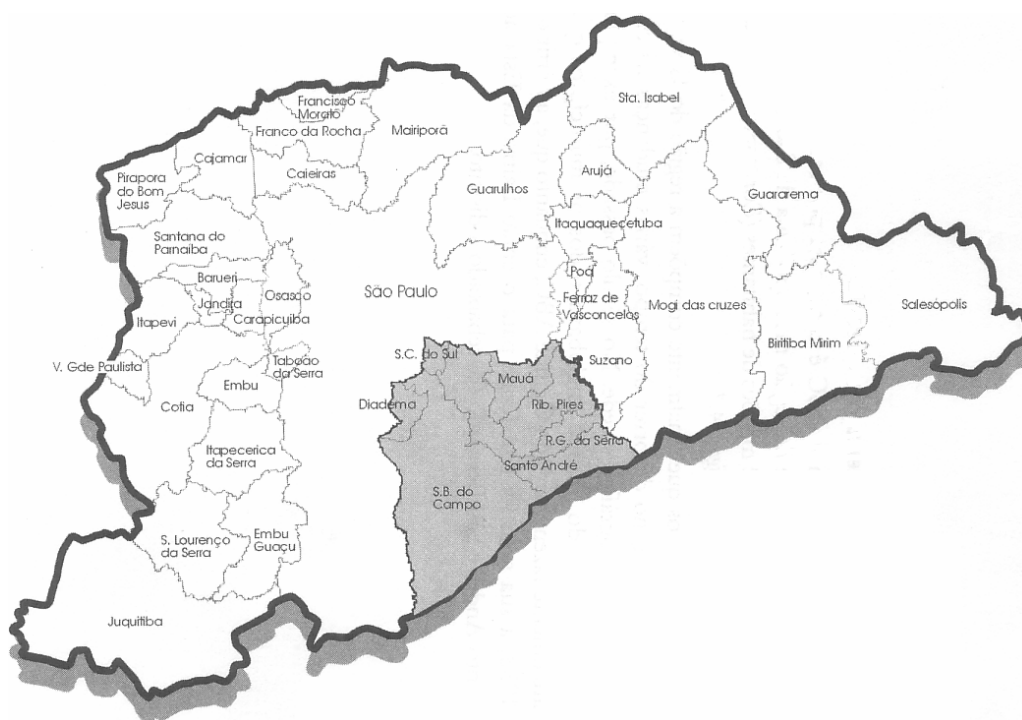 Francisco
Morato
Franco da Rocha
Mairiporã
Sta. Isabel
Cajamar
Caieiras
Pirapora
do Bom
Jesus
Guarulhos
Arujá
Guararema
Santana do
Parnaíba
Itaquaquecetuba
Barueri
Jandira
Osasco
Carapicuíba
Itapevi
São Paulo
Poá
Ferraz de
Vasconcelos
Mogi das cruzes
Salesópolis
Biritiba Mirim
Suzano
V. Gde Paulista
Taboão
da Serra
Embu
Cotia
S.C. do Sul
Mauá
Diadema
Rib. Pires
R.G. da Serra
Santo André
S.B. do
Campo
Itapecerica
da Serra
S. Lourenço
da Serra
Embu
Guaçu
Juquitiba